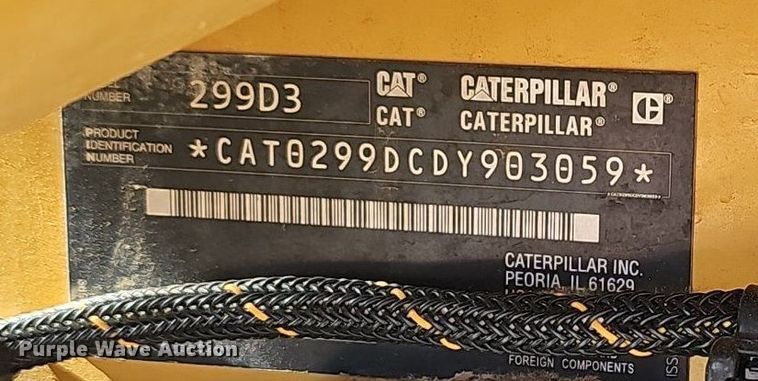 NUMBER 299D3
CAT® CATERPILLAR®
CAT® CATERPILLAR®
PRODUCT
IDENTIFICATION
NUMBER
*CAT0299DCDY903059*
CATERPILLAR INC.
PEORIA, IL 61629
FOREIGN COMPONENTS
Purple Wave Auction